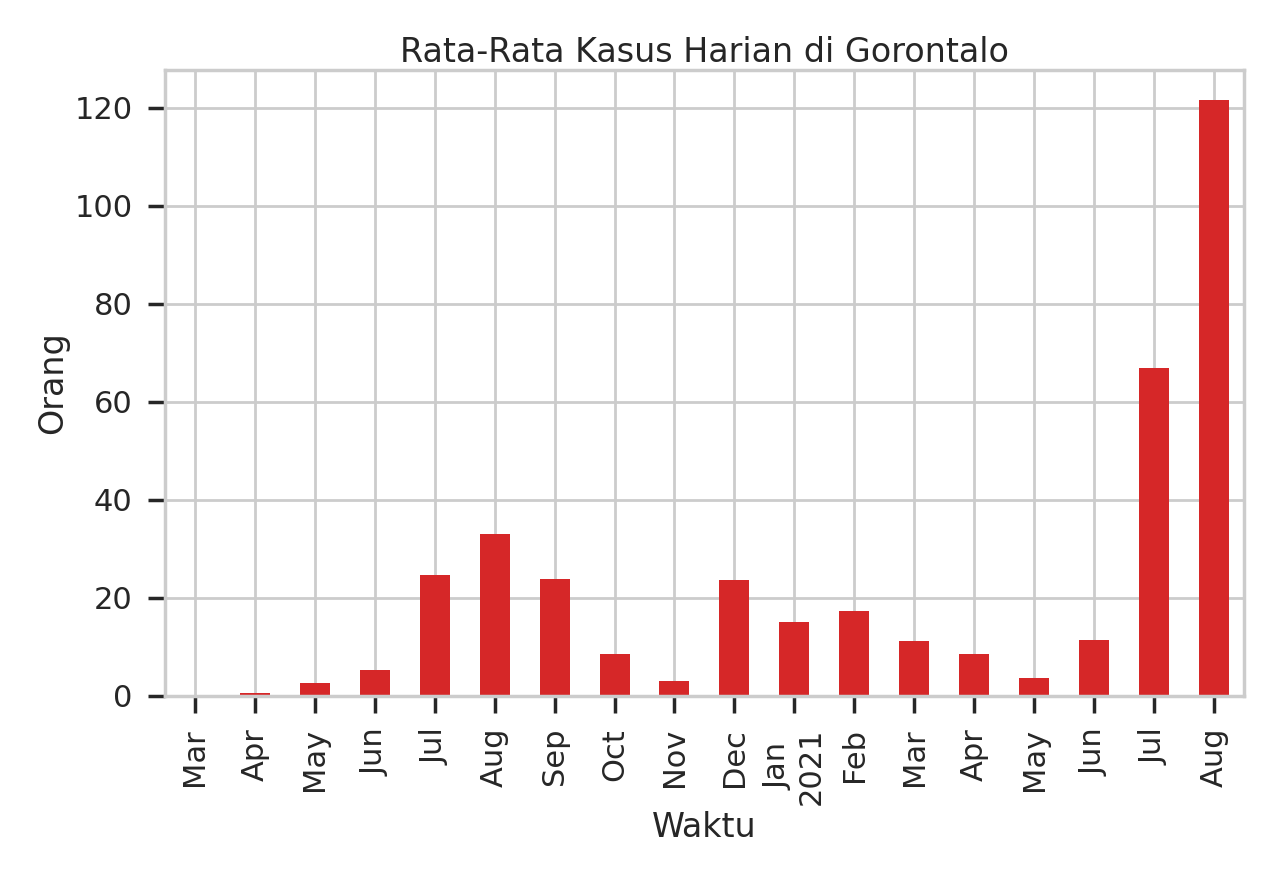 Rata-Rata Kasus Harian di Gorontalo
120
100
80
60
40
20
0
Orang
Mar
Apr
May
Jun
Jul
Aug
Sep
Oct
Nov
Dec
Jan
2021
Feb
Mar
Apr
May
Jun
Jul
Aug
Waktu